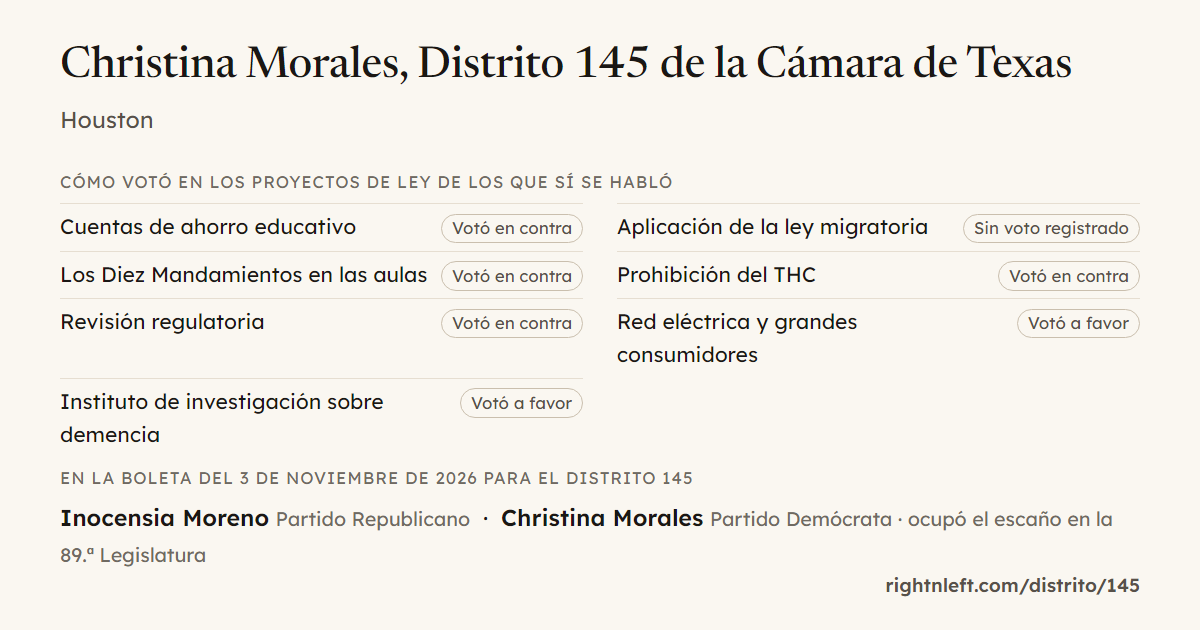 Christina Morales, Distrito 145 de la Cámara de Texas
Houston
CÓMO VOTÓ EN LOS PROYECTOS DE LEY DE LOS QUE SÍ SE HABLÓ
Cuentas de ahorro educativo Votó en contra
Aplicación de la ley migratoria Sin voto registrado
Los Diez Mandamientos en las aulas Votó en contra
Prohibición del THC Votó en contra
Revisión regulatoria Votó en contra
Red eléctrica y grandes Votó a favor
consumidores
Instituto de investigación sobre Votó a favor
demencia
EN LA BOLETA DEL 3 DE NOVIEMBRE DE 2026 PARA EL DISTRITO 145
Inocensia Moreno Partido Republicano · Christina Morales Partido Demócrata · ocupó el escaño en la
89.ª Legislatura
rightnleft.com/distrito/145